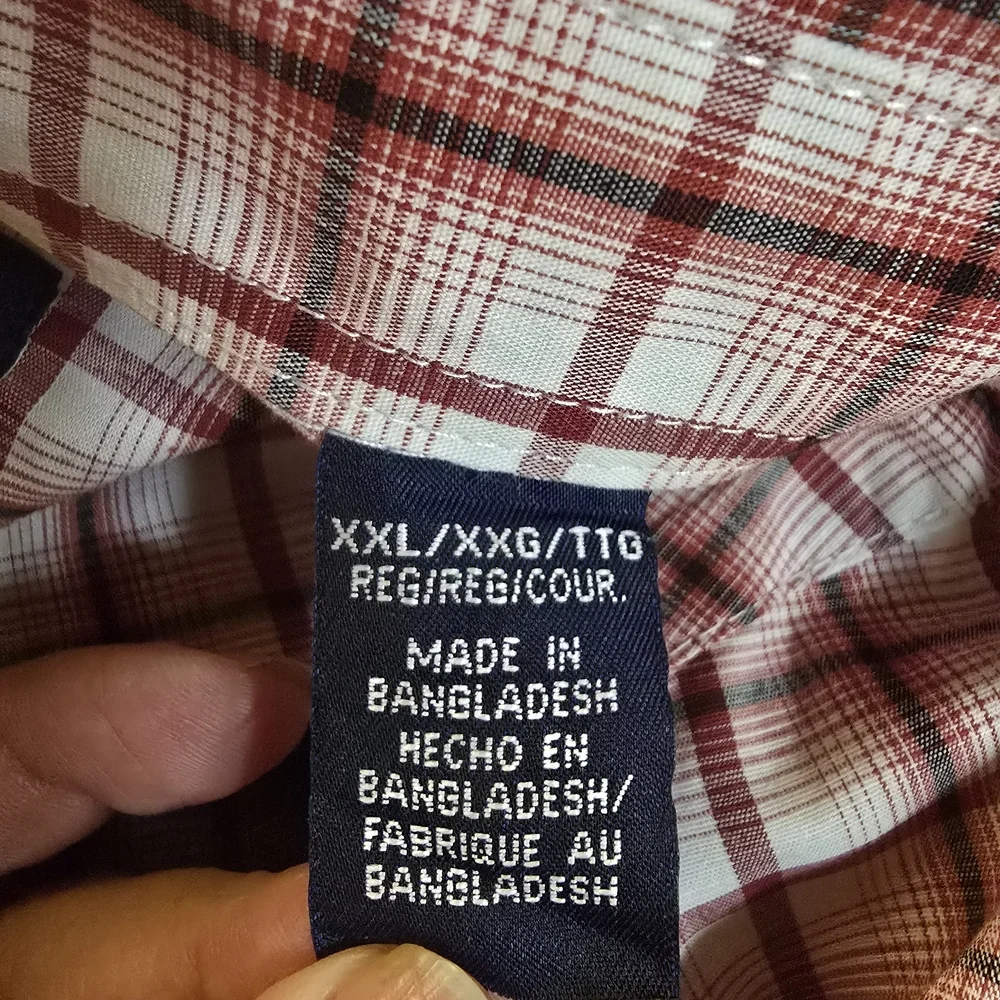 XXL/XXG/TTG
REG/REG/COUR.
MADE IN
BANGLADESH
HECHO EN
BANGLADESH/
FABRIQUE AU
BANGLADESH